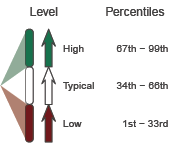 Level Percentiles
High 67th – 99th
Typical 34th – 66th
Low 1st – 33rd